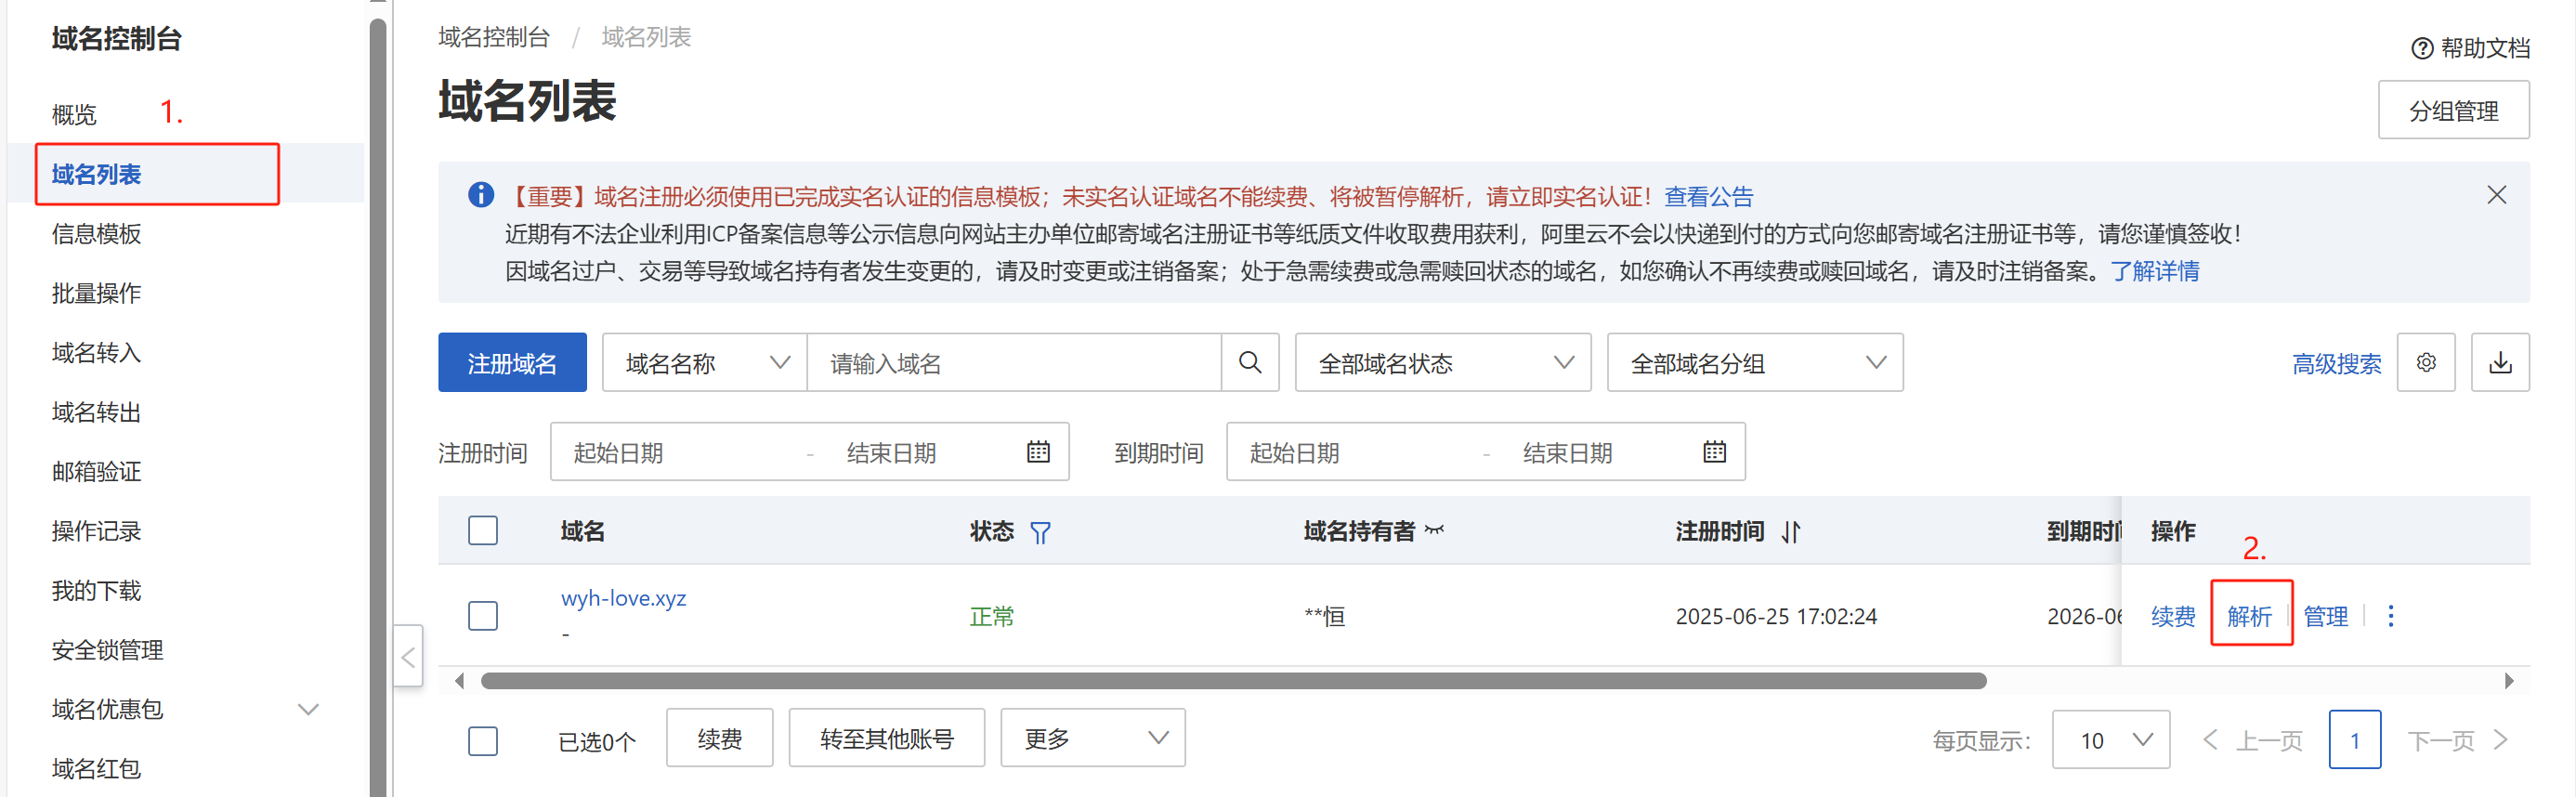 域名控制台
概览
1.
域名列表
信息模板
批量操作
域名转入
域名转出
邮箱验证
操作记录
我的下载
安全锁管理
域名优惠包
域名红包
域名控制台 / 域名列表
帮助文档
域名列表
分组管理
【重要】域名注册必须使用已完成实名认证的信息模板；未实名认证域名不能续费、将被暂停解析，请立即实名认证！查看公告
近期有不法企业利用ICP备案信息等公示信息向网站主办单位邮寄域名注册证书等纸质文件收取费用获利，阿里云不会以快递到付的方式向您邮寄域名注册证书等，请您谨慎签收！
因域名过户、交易等导致域名持有者发生变更的，请及时变更或注销备案；处于急需续费或急需赎回状态的域名，如您确认不再续费或赎回域名，请及时注销备案。了解详情
注册域名 域名名称 请输入域名 全部域名状态 全部域名分组 高级搜索
注册时间 起始日期 - 结束日期 到期时间 起始日期 - 结束日期
域名 状态 域名持有者 注册时间 到期时间 操作
2.
wyh-love.xyz 正常 **恒 2025-06-25 17:02:24 2026-06 续费 解析 管理
-
已选0个 续费 转至其他账号 更多 每页显示： 10 上一页 1 下一页